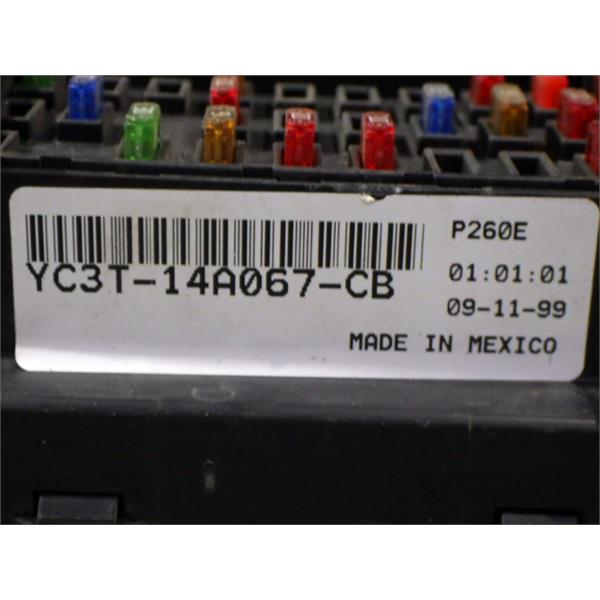 P260E
YC3T-14A067-CB
01:01:01
09-11-99
MADE IN MEXICO